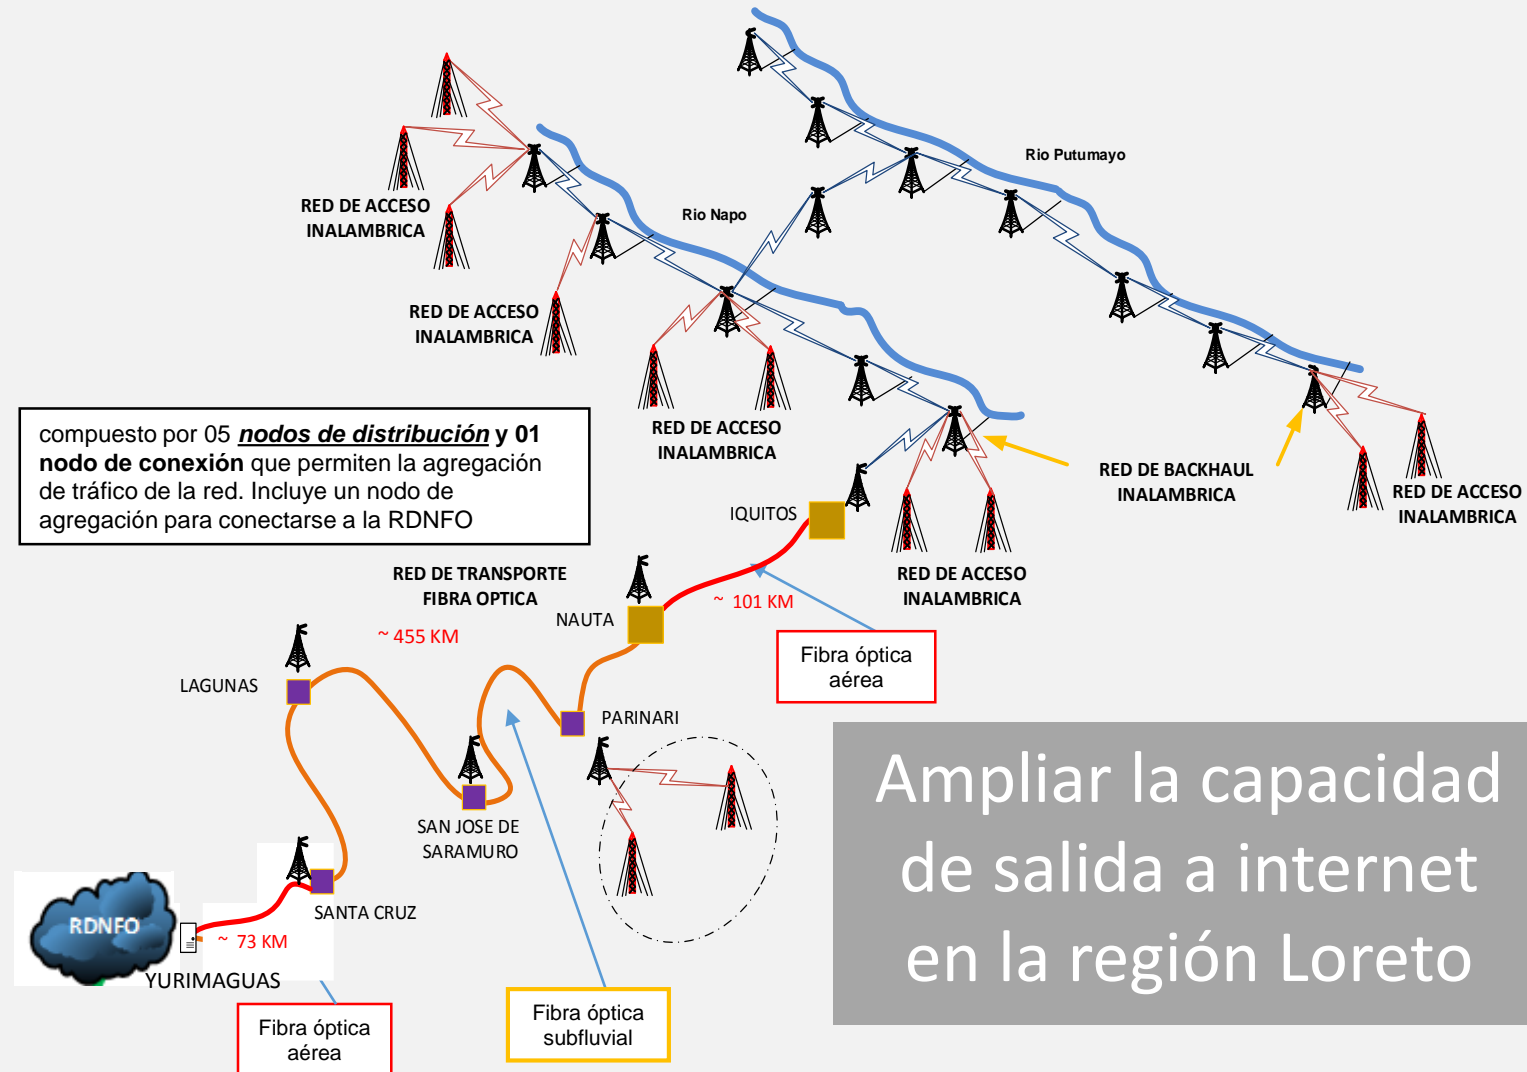 Rio Putumayo
RED DE ACCESO
INALAMBRICA
Rio Napo
RED DE ACCESO
INALAMBRICA
RED DE ACCESO
INALAMBRICA
compuesto por 05 nodos de distribución y 01
nodo de conexión que permiten la agregación
de tráfico de la red. Incluye un nodo de
agregación para conectarse a la RDNFO
RED DE BACKHAUL
INALAMBRICA
RED DE ACCESO
INALAMBRICA
IQUITOS
RED DE TRANSPORTE
FIBRA OPTICA
RED DE ACCESO
INALAMBRICA
~ 101 KM
NAUTA
~ 455 KM
Fibra óptica
aérea
LAGUNAS
PARINARI
SAN JOSE DE
SARAMURO
Ampliar la capacidad
de salida a internet
en la región Loreto
SANTA CRUZ
RDNFO
~ 73 KM
YURIMAGUAS
Fibra óptica
aérea
Fibra óptica
subfluvial